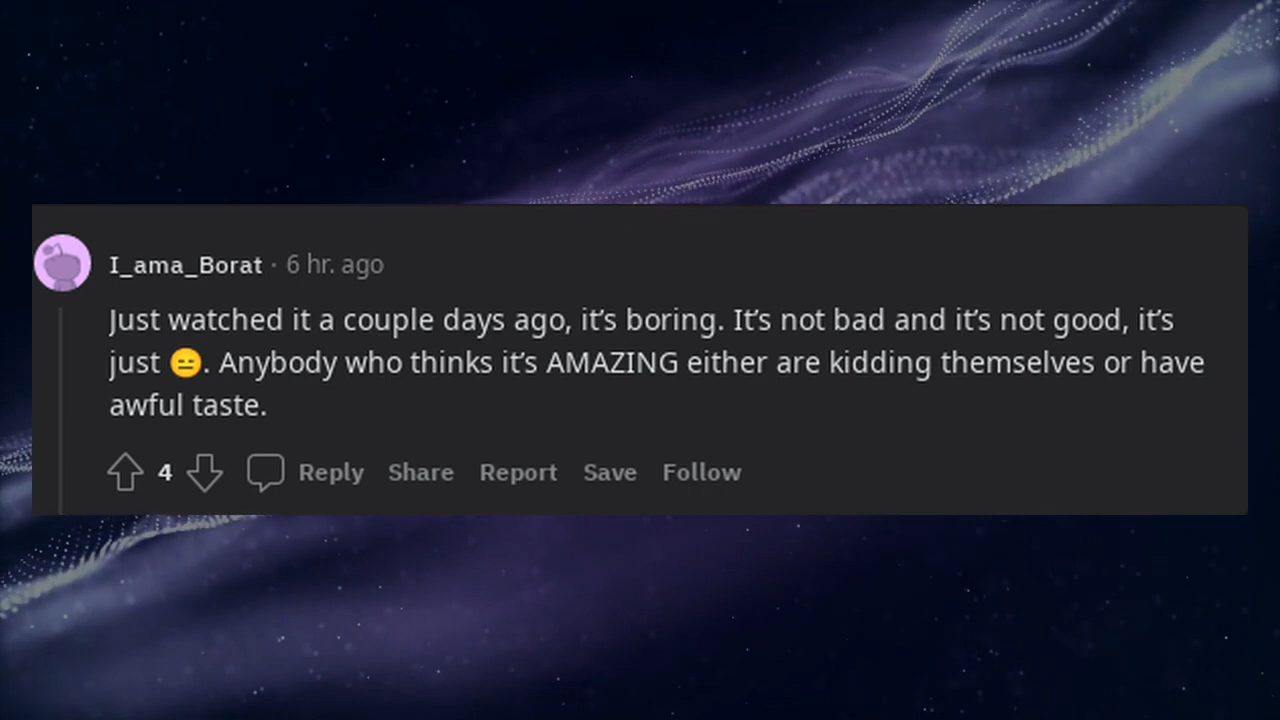 I_ama_Borat · 6 hr. ago
Just watched it a couple days ago, it’s boring. It’s not bad and it’s not good, it’s
just 😑. Anybody who thinks it’s AMAZING either are kidding themselves or have
awful taste.
4 Reply Share Report Save Follow